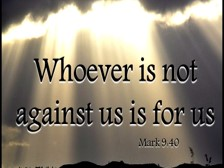 Whoever is not
against us is for us
Mark 9:40